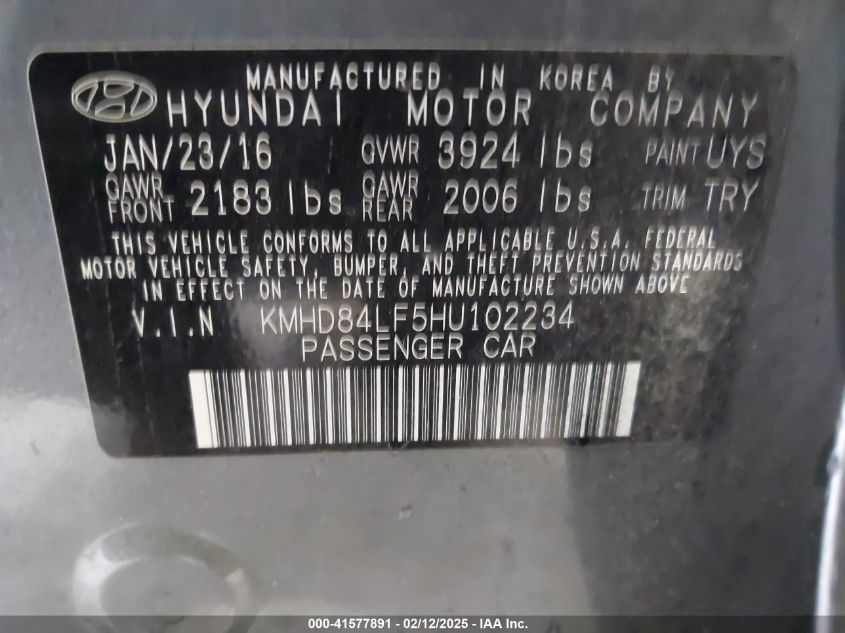 MANUFACTURED IN KOREA BY
HYUNDAI MOTOR COMPANY
JAN/23/16 GVWR 3924 lbs PAINT UYS
GAWR FRONT 2183 lbs GAWR REAR 2006 lbs TRIM TRY
THIS VEHICLE CONFORMS TO ALL APPLICABLE U.S.A. FEDERAL
MOTOR VEHICLE SAFETY, BUMPER, AND THEFT PREVENTION STANDARDS
IN EFFECT ON THE DATE OF MANUFACTURE SHOWN ABOVE
V.I.N KMHD84LF5HU102234
PASSENGER CAR
000-41577891 - 02/12/2025 - IAA Inc.